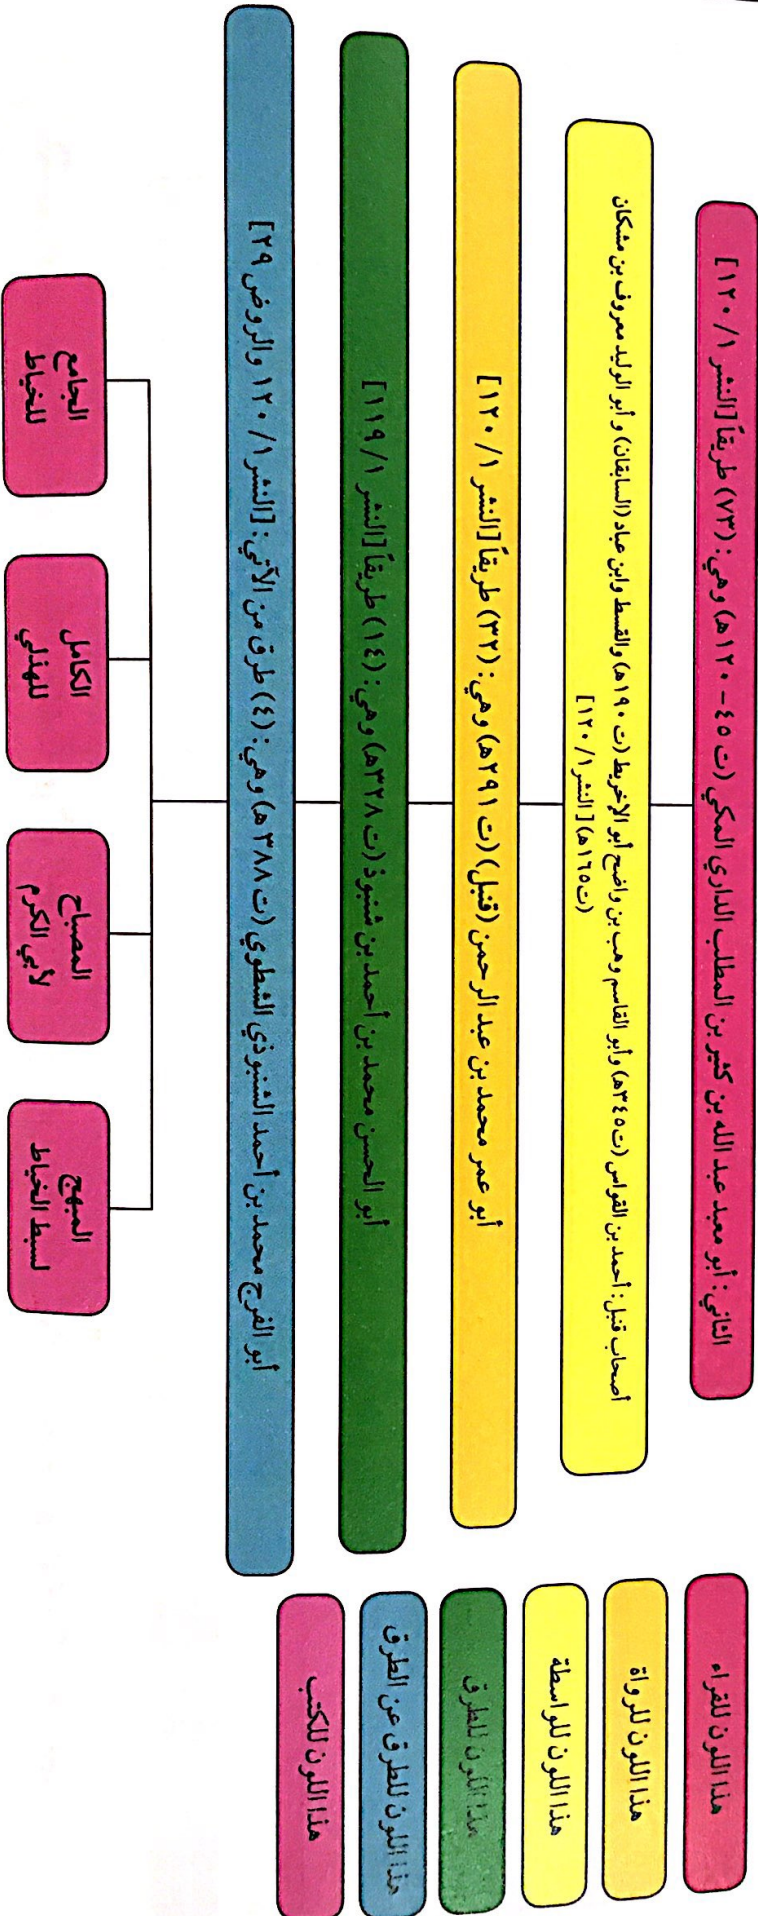 الثاني: أبو معبد عبد الله بن كثير بن المطلب الداري المكي (ت ٤٥-١٢٠هـ) وهي: (٧٣) طريقاً [النشر ١/ ١٢٠]
أصحاب قنبل: أحمد بن القواس (ت٢٤٥هـ) وأبو القاسم وهب بن واضح أبو الإخريط (ت ١٩٠هـ) والقسط وابن عباد (السابقان) و أبو الوليد معروف بن مشكان
(ت١٦٥هـ) [النشر ١/ ١٢٠]
أبو عمر محمد بن عبد الرحمن (قنبل) (ت ٢٩١هـ) وهي: (٣٢) طريقاً [النشر ١/ ١٢٠]
أبو الحسن محمد بن أحمد بن شنبوذ (ت ٣٢٨هـ) وهي: (١٤) طريقاً [النشر ١/ ١١٩]
أبو الفرج محمد بن أحمد الشنبوذي الشطوي (ت ٣٨٨هـ) وهي: (٤) طرق من الآتي: [النشر ١/ ١٢٠ والروض ٢٩]
المبهج
لسبط الخياط
المصباح
لأبي الكرم
الكامل
للهذلي
الجامع
للخياط
هذا اللون للقراء
هذا اللون للرواة
هذا اللون للواسطة
هذا اللون للطرق
هذا اللون للطرق عن الطرق
هذا اللون للكتب